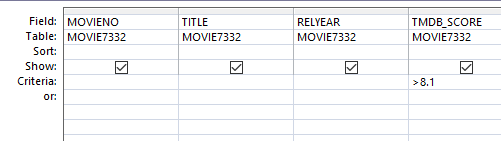 Field: MOVIENO TITLE RELYEAR TMDB_SCORE
Table: MOVIE7332 MOVIE7332 MOVIE7332 MOVIE7332
Sort:
Show:
Criteria: >8.1
or: